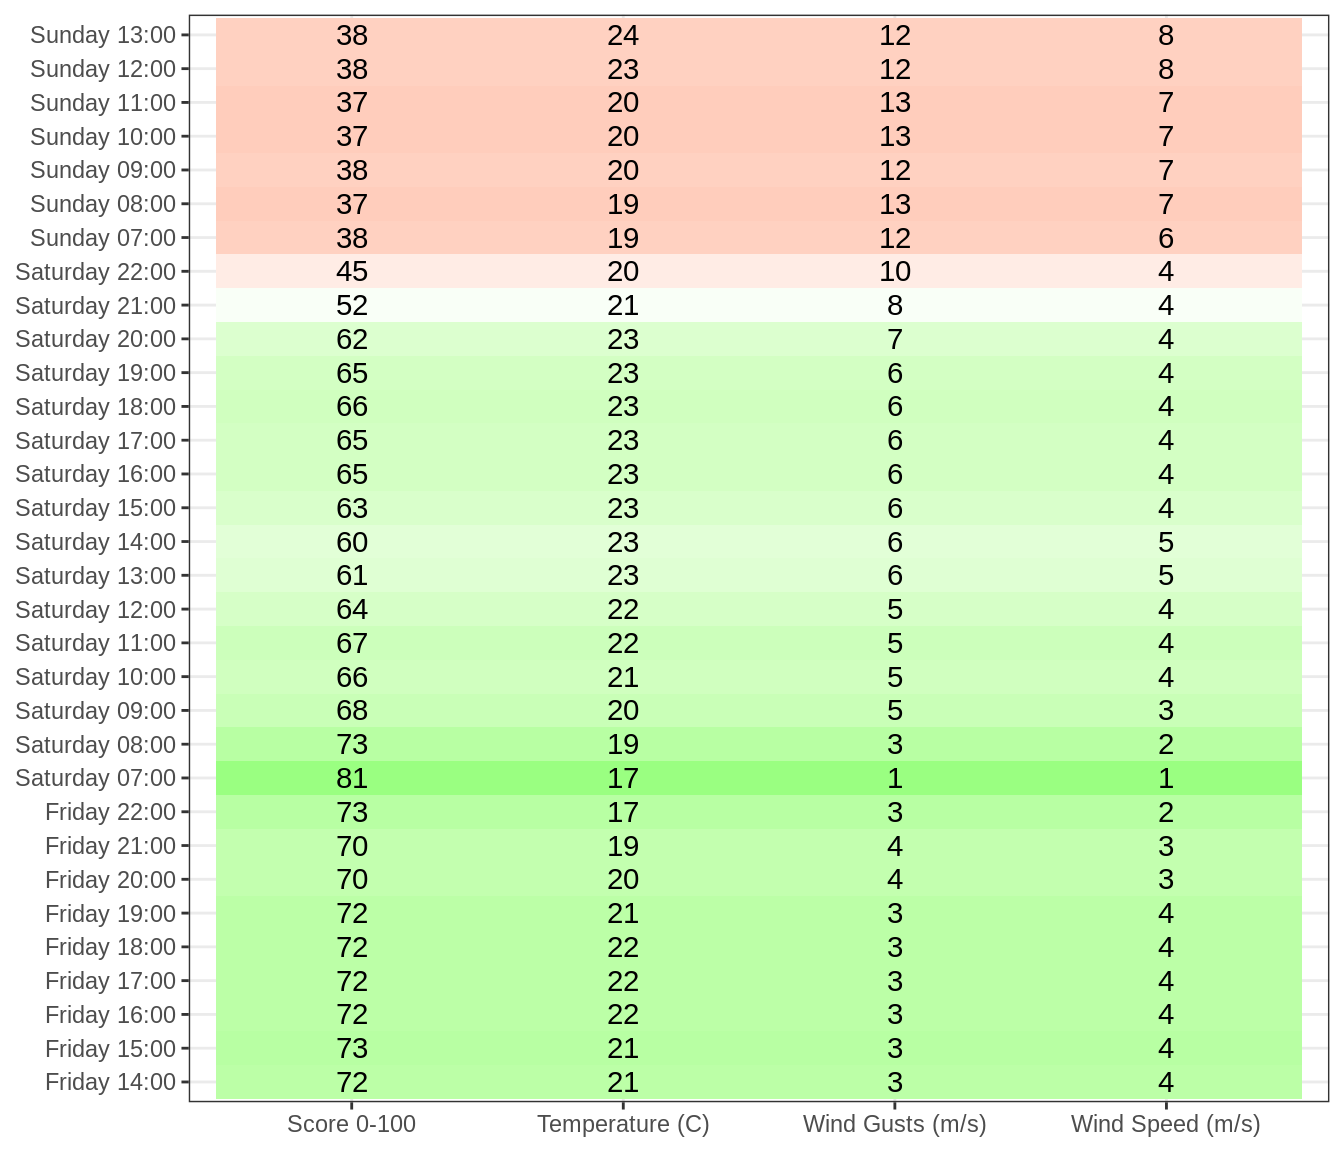 Sunday 13:00 38 24 12 8
Sunday 12:00 38 23 12 8
Sunday 11:00 37 20 13 7
Sunday 10:00 37 20 13 7
Sunday 09:00 38 20 12 7
Sunday 08:00 37 19 13 7
Sunday 07:00 38 19 12 6
Saturday 22:00 45 20 10 4
Saturday 21:00 52 21 8 4
Saturday 20:00 62 23 7 4
Saturday 19:00 65 23 6 4
Saturday 18:00 66 23 6 4
Saturday 17:00 65 23 6 4
Saturday 16:00 65 23 6 4
Saturday 15:00 63 23 6 4
Saturday 14:00 60 23 6 5
Saturday 13:00 61 23 6 5
Saturday 12:00 64 22 5 4
Saturday 11:00 67 22 5 4
Saturday 10:00 66 21 5 4
Saturday 09:00 68 20 5 3
Saturday 08:00 73 19 3 2
Saturday 07:00 81 17 1 1
Friday 22:00 73 17 3 2
Friday 21:00 70 19 4 3
Friday 20:00 70 20 4 3
Friday 19:00 72 21 3 4
Friday 18:00 72 22 3 4
Friday 17:00 72 22 3 4
Friday 16:00 72 22 3 4
Friday 15:00 73 21 3 4
Friday 14:00 72 21 3 4
Score 0-100 Temperature (C) Wind Gusts (m/s) Wind Speed (m/s)